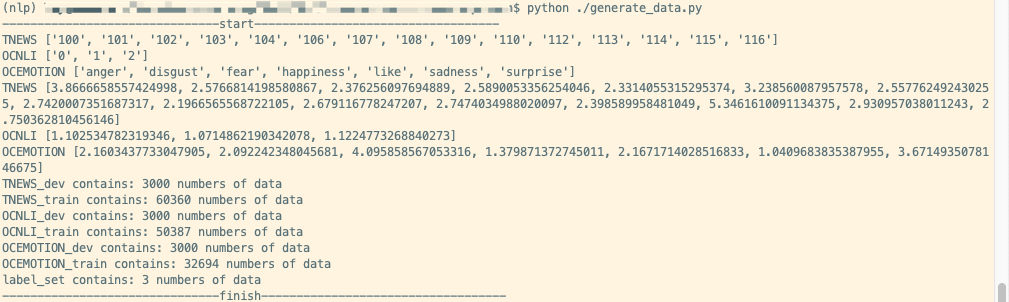 (nlp) $ python ./generate_data.py
-------------------------------start-----------------------------------
TNEWS ['100', '101', '102', '103', '104', '106', '107', '108', '109', '110', '112', '113', '114', '115', '116']
OCNLI ['0', '1', '2']
OCEMOTION ['anger', 'disgust', 'fear', 'happiness', 'like', 'sadness', 'surprise']
TNEWS [3.8666658557424998, 2.5766814198580867, 2.376256097694889, 2.5890053356254046, 2.3314055315295374, 3.238560087957578, 2.55776249243025
5, 2.7420007351687317, 2.1966565568722105, 2.679116778247207, 2.7474034988020097, 2.398589958481049, 5.3461610091134375, 2.930957038011243, 2
.750362810456146]
OCNLI [1.102534782319346, 1.0714862190342078, 1.1224773268840273]
OCEMOTION [2.1603437733047905, 2.092242348045681, 4.095858567053316, 1.379871372745011, 2.1671714028516833, 1.0409683835387955, 3.67149350781
46675]
TNEWS_dev contains: 3000 numbers of data
TNEWS_train contains: 60360 numbers of data
OCNLI_dev contains: 3000 numbers of data
OCNLI_train contains: 50387 numbers of data
OCEMOTION_dev contains: 3000 numbers of data
OCEMOTION_train contains: 32694 numbers of data
label_set contains: 3 numbers of data
-------------------------------finish-----------------------------------